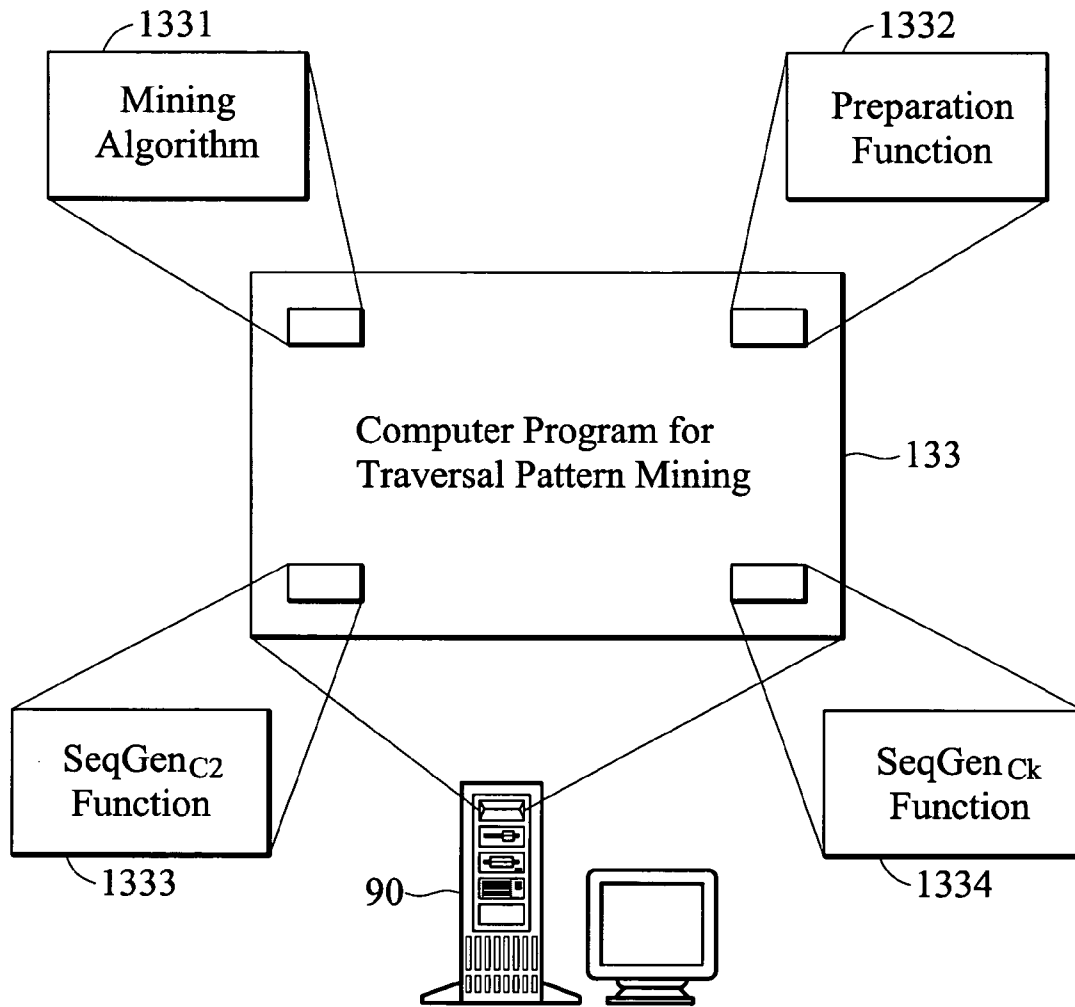 1331
1332
Mining
Algorithm
Preparation
Function
Computer Program for
Traversal Pattern Mining
133
SeqGenC2
Function
SeqGenCk
Function
1333
90
1334